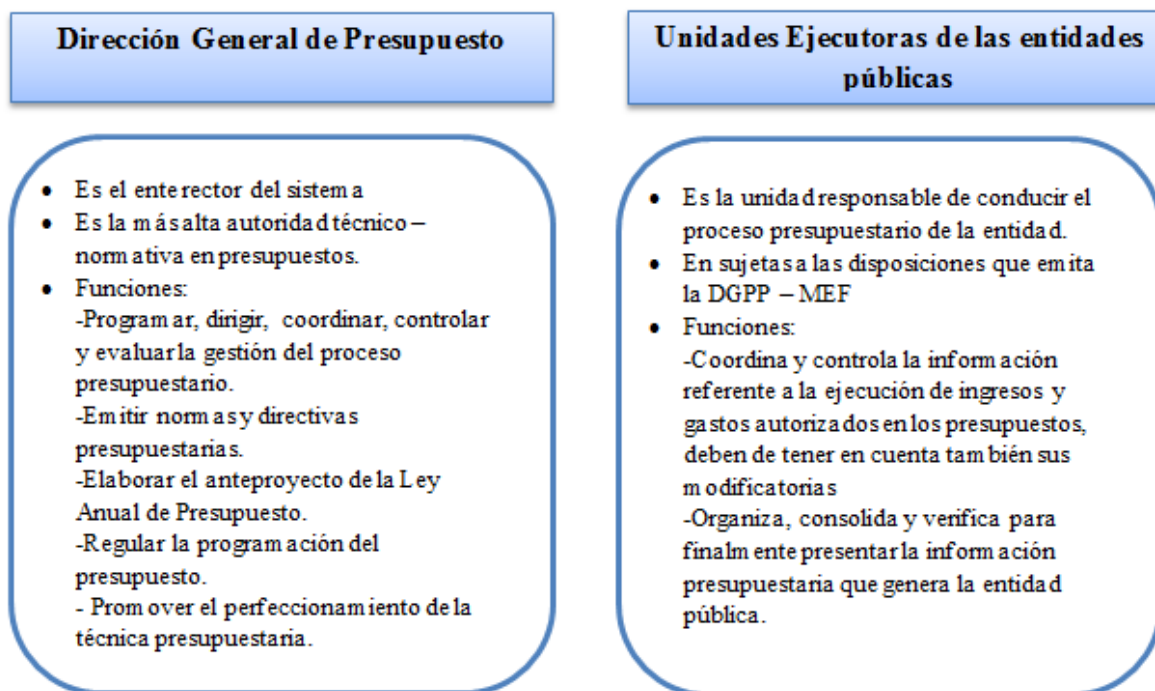 Dirección General de Presupuesto
• Es el ente rector del sistema
• Es la más alta autoridad técnico –
normativa en presupuestos.
• Funciones:
-Programar, dirigir, coordinar, controlar
y evaluar la gestión del proceso
presupuestario.
-Emitir normas y directivas
presupuestarias.
-Elaborar el anteproyecto de la Ley
Anual de Presupuesto.
-Regular la programación del
presupuesto.
- Promover el perfeccionamiento de la
técnica presupuestaria.
Unidades Ejecutoras de las entidades
públicas
• Es la unidad responsable de conducir el
proceso presupuestario de la entidad.
• En sujetas a las disposiciones que emita
la DGPP – MEF
• Funciones:
-Coordina y controla la información
referente a la ejecución de ingresos y
gastos autorizados en los presupuestos,
deben de tener en cuenta también sus
modificatorias
-Organiza, consolida y verifica para
finalmente presentar la información
presupuestaria que genera la entidad
pública.